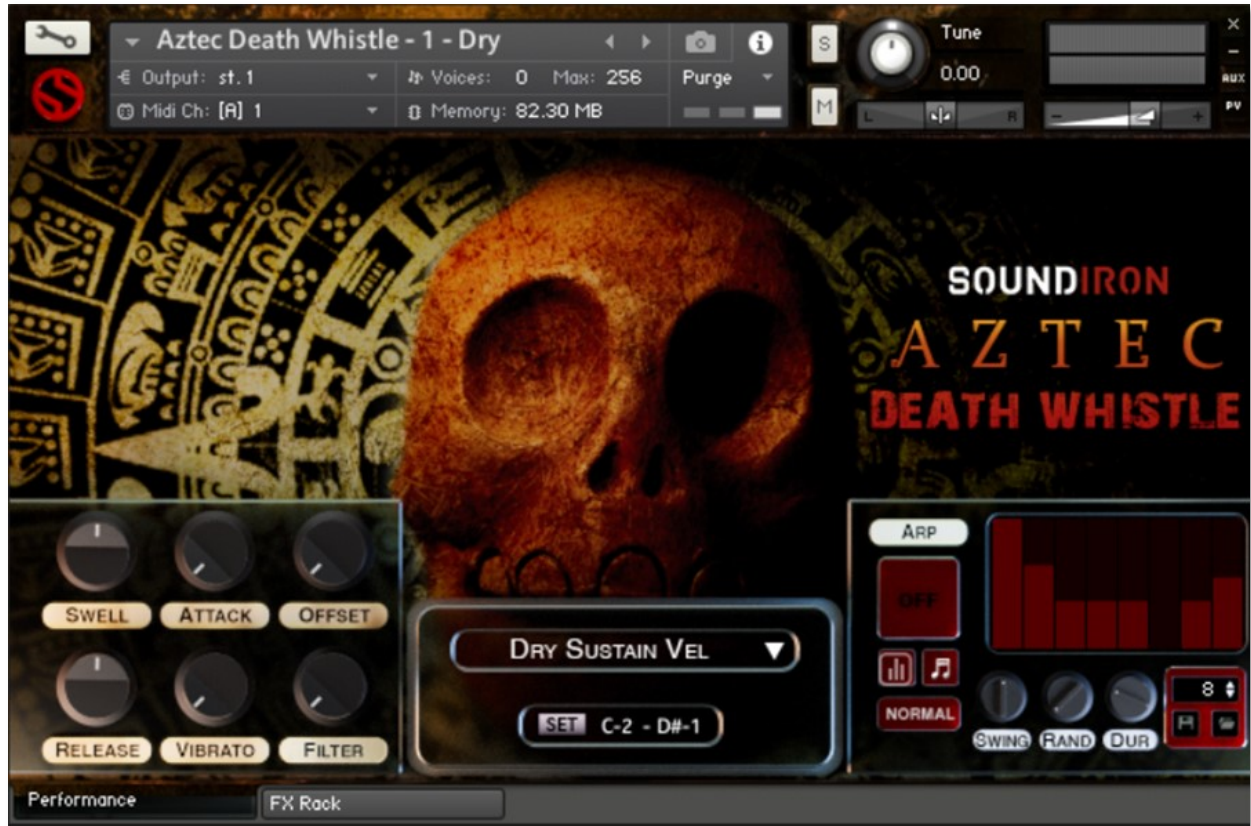 Aztec Death Whistle - 1 - Dry
Output: st. 1
Voices: 0 Max: 256
Purge
Midi Ch: [A] 1
Memory: 82.30 MB
S
M
Tune
0.00
L
R
- +
×
-
AUX
PV
SOUNDIRON
AZTEC
DEATH WHISTLE
SWELL ATTACK OFFSET
RELEASE VIBRATO FILTER
DRY SUSTAIN VEL
SET C-2 - D#-1
ARP
OFF
NORMAL
8
SWING RAND DUR
Performance
FX Rack